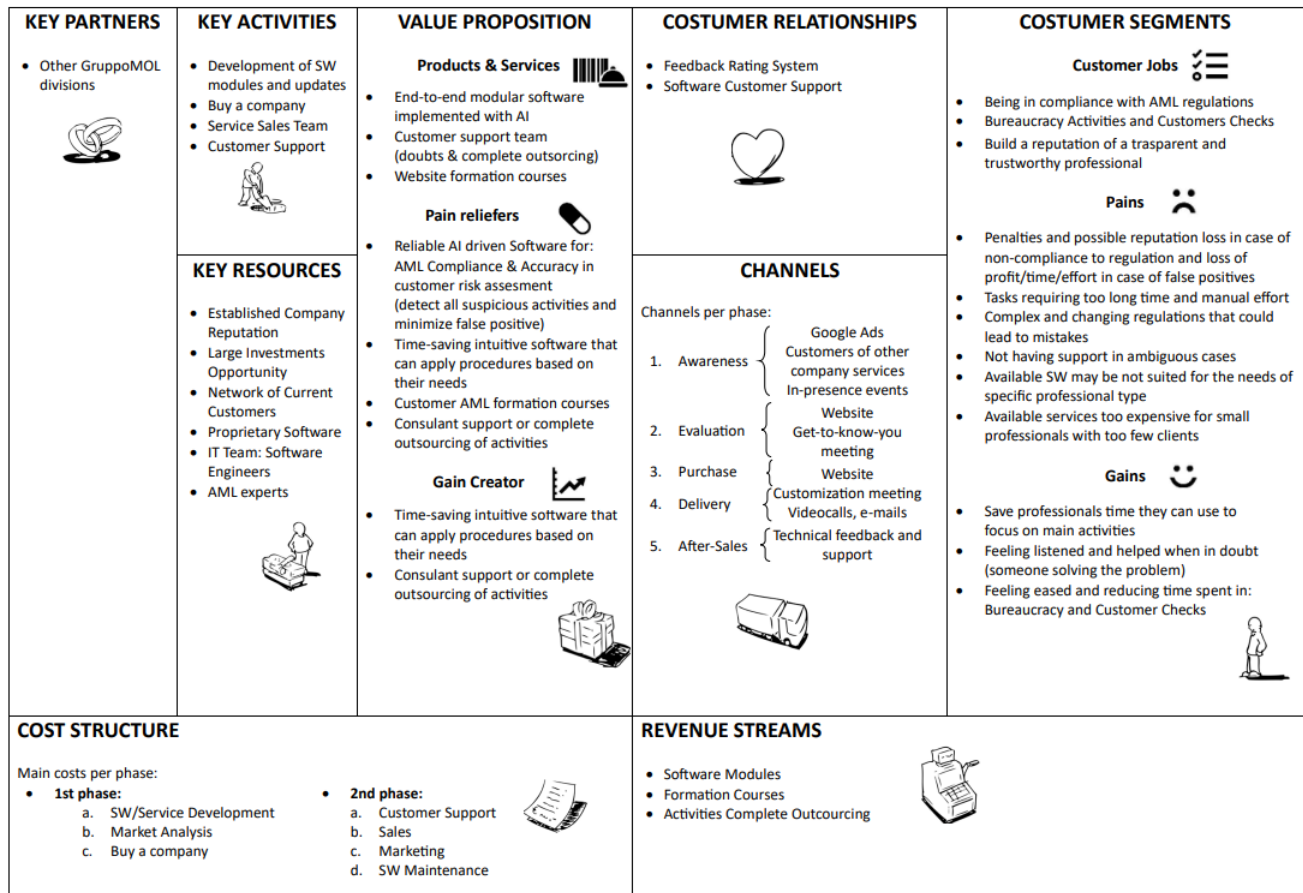 KEY PARTNERS
• Other GruppoMOL
divisions
KEY ACTIVITIES
• Development of SW
modules and updates
• Buy a company
• Service Sales Team
• Customer Support
KEY RESOURCES
• Established Company
Reputation
• Large Investments
Opportunity
• Network of Current
Customers
• Proprietary Software
• IT Team: Software
Engineers
• AML experts
VALUE PROPOSITION
Products & Services
• End-to-end modular software
implemented with AI
• Customer support team
(doubts & complete outsorcing)
• Website formation courses
Pain reliefers
• Reliable AI driven Software for:
AML Compliance & Accuracy in
customer risk assesment
(detect all suspicious activities and
minimize false positive)
• Time-saving intuitive software that
can apply procedures based on
their needs
• Customer AML formation courses
• Consulant support or complete
outsourcing of activities
Gain Creator
• Time-saving intuitive software that
can apply procedures based on
their needs
• Consulant support or complete
outsourcing of activities
COSTUMER RELATIONSHIPS
• Feedback Rating System
• Software Customer Support
CHANNELS
Channels per phase:
1. Awareness
Google Ads
Customers of other
company services
In-presence events
2. Evaluation
Website
Get-to-know-you
meeting
3. Purchase
Website
4. Delivery
Customization meeting
Videocalls, e-mails
5. After-Sales
Technical feedback and
support
COSTUMER SEGMENTS
Customer Jobs
• Being in compliance with AML regulations
• Bureaucracy Activities and Customers Checks
• Build a reputation of a trasparent and
trustworthy professional
Pains
• Penalties and possible reputation loss in case of
non-compliance to regulation and loss of
profit/time/effort in case of false positives
• Tasks requiring too long time and manual effort
• Complex and changing regulations that could
lead to mistakes
• Not having support in ambiguous cases
• Available SW may be not suited for the needs of
specific professional type
• Available services too expensive for small
professionals with too few clients
Gains
• Save professionals time they can use to
focus on main activities
• Feeling listened and helped when in doubt
(someone solving the problem)
• Feeling eased and reducing time spent in:
Bureaucracy and Customer Checks
COST STRUCTURE
Main costs per phase:
• 1st phase:
a. SW/Service Development
b. Market Analysis
c. Buy a company
• 2nd phase:
a. Customer Support
b. Sales
c. Marketing
d. SW Maintenance
REVENUE STREAMS
• Software Modules
• Formation Courses
• Activities Complete Outcourcing